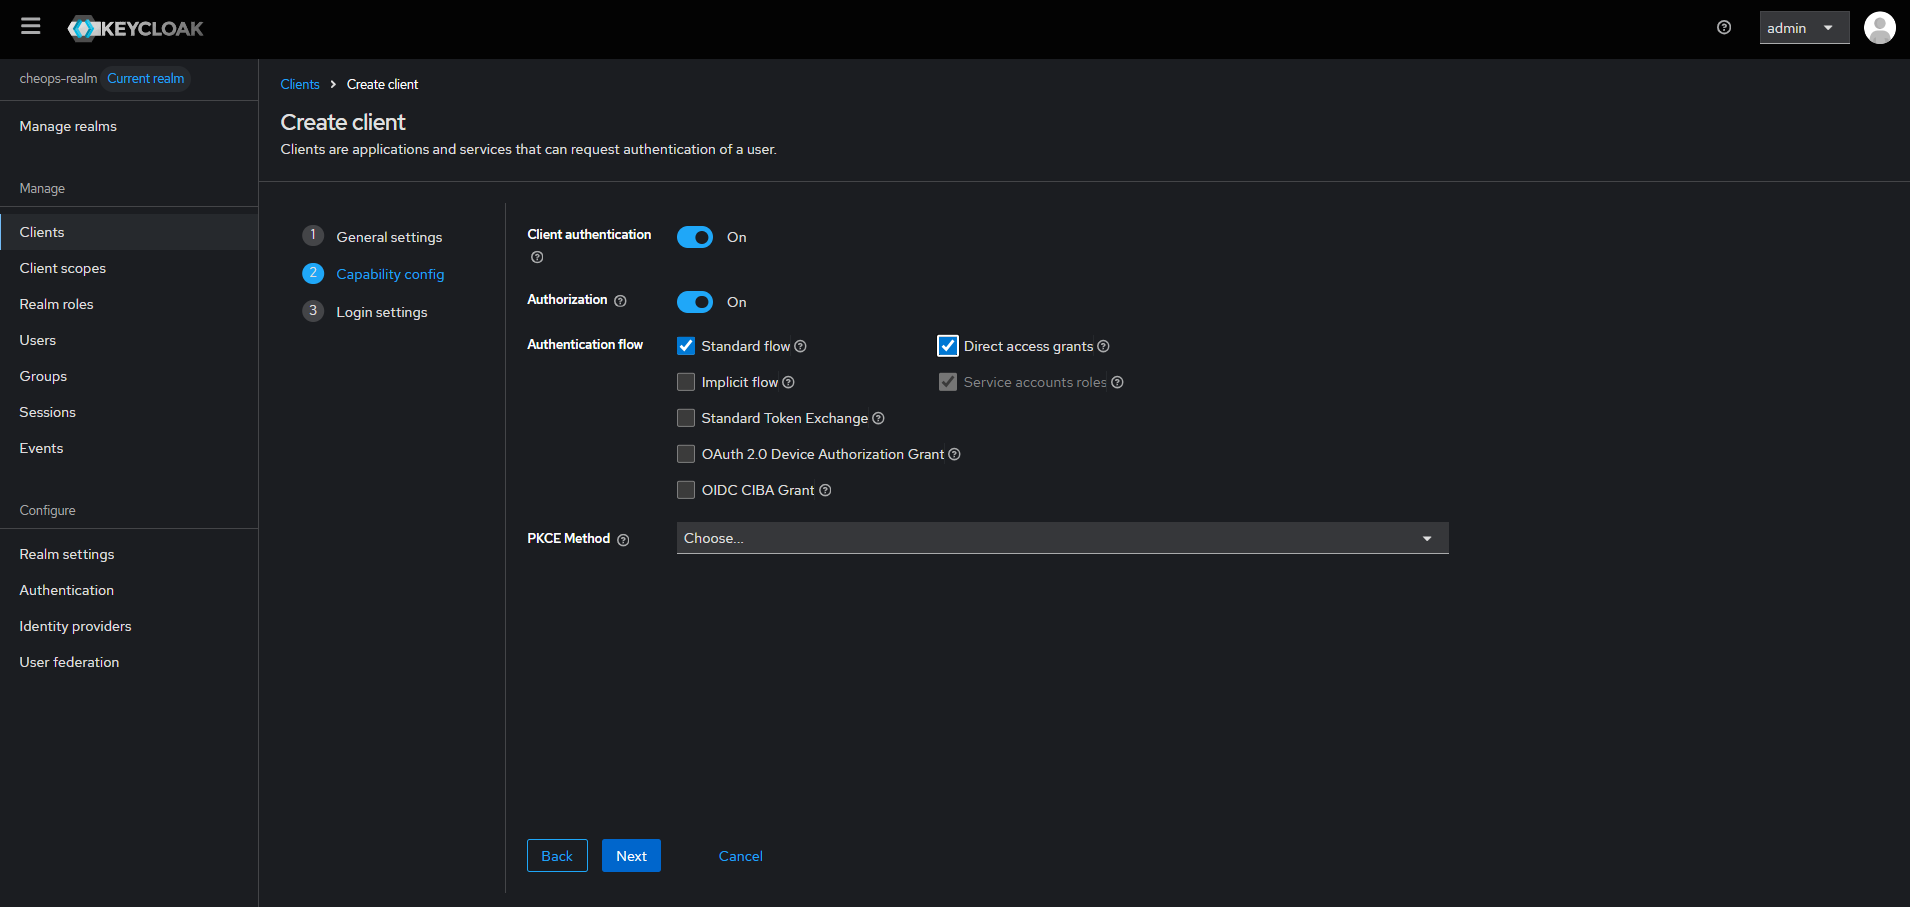 KEYCLOAK
admin
cheops-realm Current realm
Manage realms
Manage
Clients
Client scopes
Realm roles
Users
Groups
Sessions
Events
Configure
Realm settings
Authentication
Identity providers
User federation
Clients > Create client
Create client
Clients are applications and services that can request authentication of a user.
1 General settings
2 Capability config
3 Login settings
Client authentication On
Authorization On
Authentication flow Standard flow Direct access grants
Implicit flow Service accounts roles
Standard Token Exchange
OAuth 2.0 Device Authorization Grant
OIDC CIBA Grant
PKCE Method Choose...
Back Next Cancel